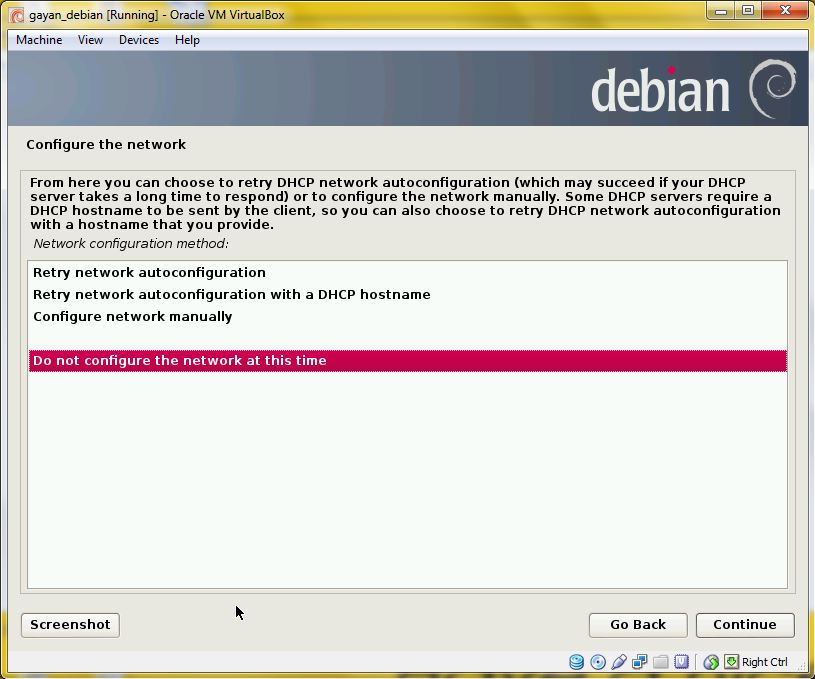 gayan_debian [Running] - Oracle VM VirtualBox
Machine View Devices Help
debian
Configure the network
From here you can choose to retry DHCP network autoconfiguration (which may succeed if your DHCP
server takes a long time to respond) or to configure the network manually. Some DHCP servers require a
DHCP hostname to be sent by the client, so you can also choose to retry DHCP network autoconfiguration
with a hostname that you provide.
Network configuration method:
Retry network autoconfiguration
Retry network autoconfiguration with a DHCP hostname
Configure network manually
Do not configure the network at this time
Screenshot Go Back Continue
Right Ctrl